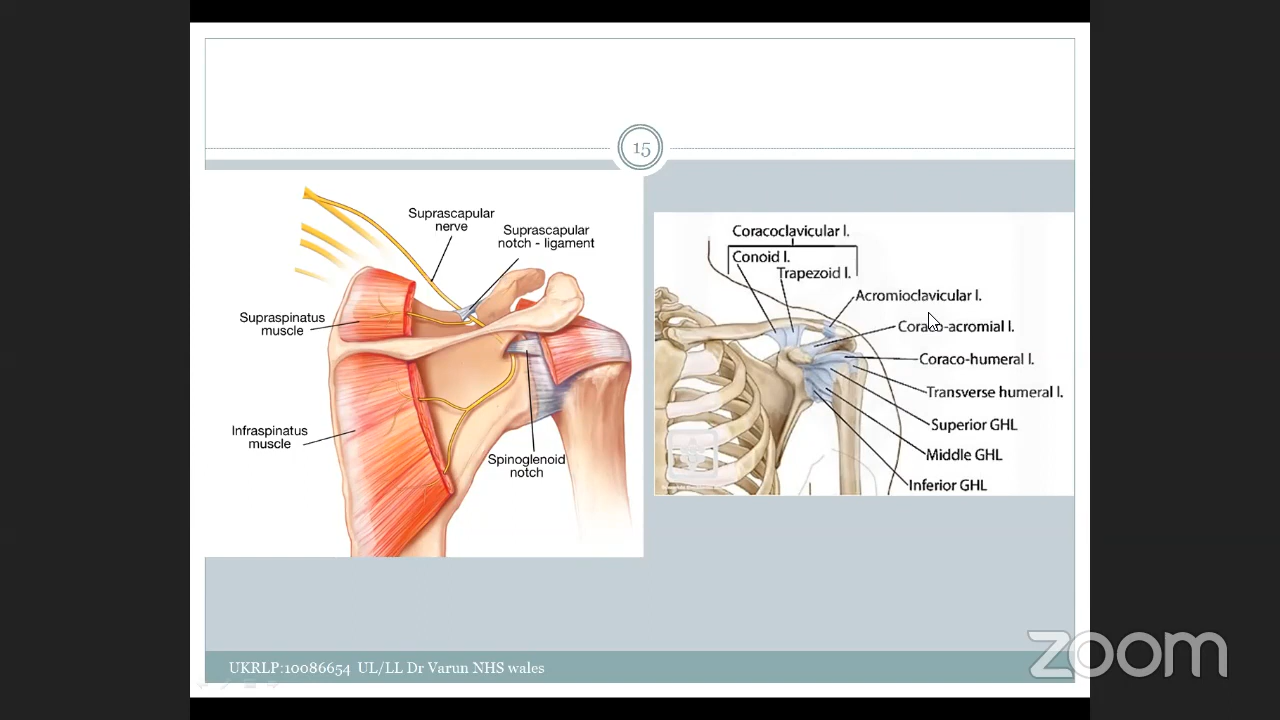 15
Suprascapular
nerve
Suprascapular
notch - ligament
Supraspinatus
muscle
Infraspinatus
muscle
Spinoglenoid
notch
Coracoclavicular l.
Conoid l.
Trapezoid l.
Acromioclavicular l.
Coraco-acromial l.
Coraco-humeral l.
Transverse humeral l.
Superior GHL
Middle GHL
Inferior GHL
UKRLP:10086654 UL/LL Dr Varun NHS wales
zoom